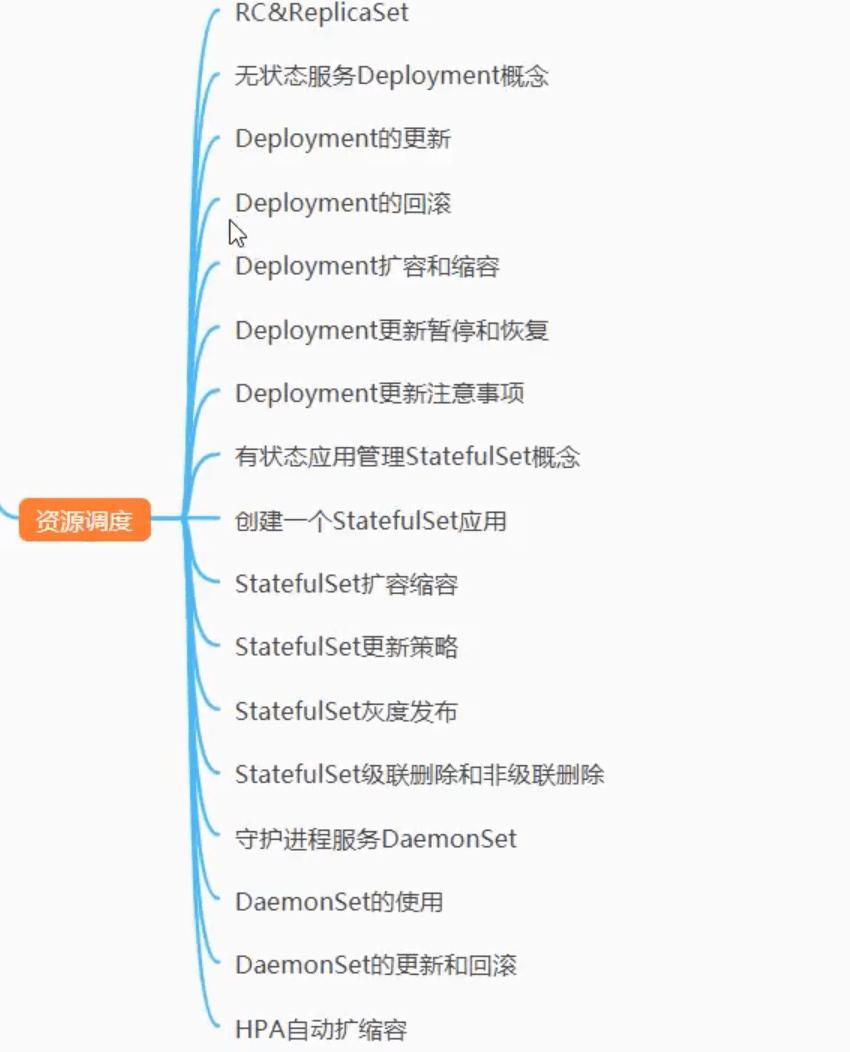 RC&ReplicaSet
无状态服务Deployment概念
Deployment的更新
Deployment的回滚
Deployment扩容和缩容
Deployment更新暂停和恢复
Deployment更新注意事项
有状态应用管理StatefulSet概念
资源调度
创建一个StatefulSet应用
StatefulSet扩容缩容
StatefulSet更新策略
StatefulSet灰度发布
StatefulSet级联删除和非级联删除
守护进程服务DaemonSet
DaemonSet的使用
DaemonSet的更新和回滚
HPA自动扩缩容